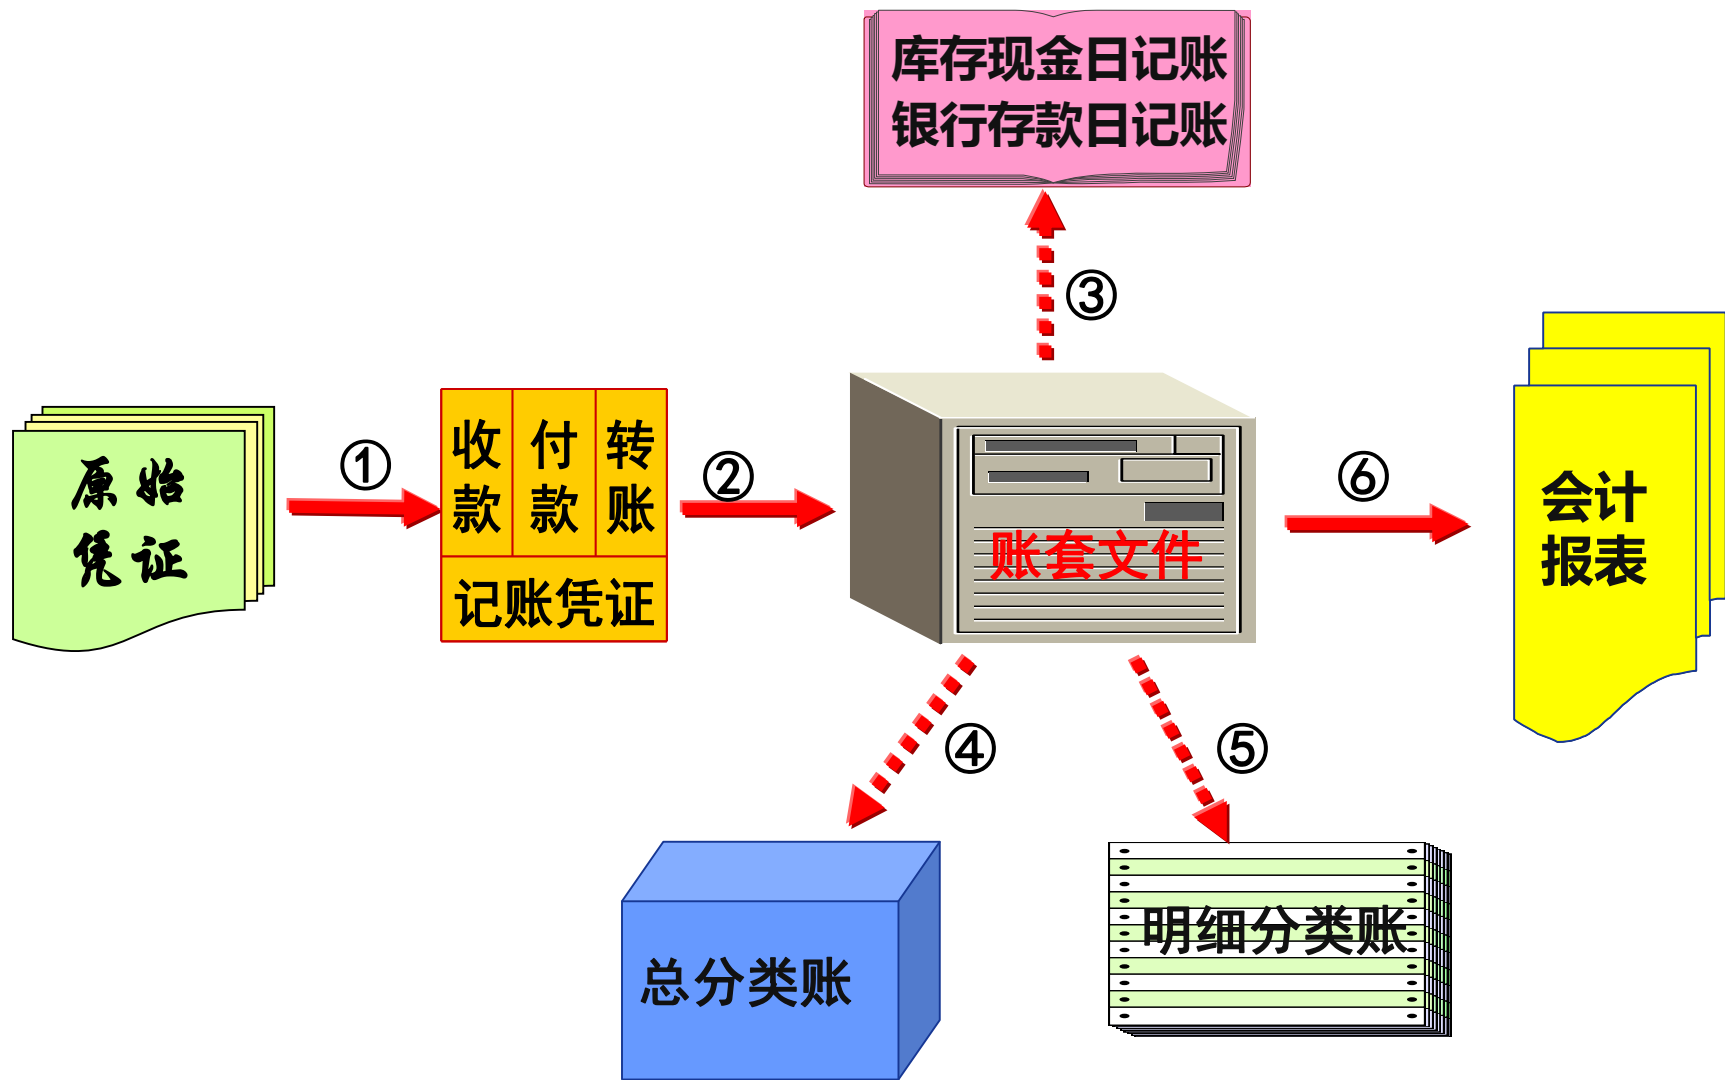 库存现金日记账
银行存款日记账
③
原始
凭证
①
收款
付款
转账
记账凭证
②
账套文件
⑥
会计
报表
④
⑤
总分类账
明细分类账